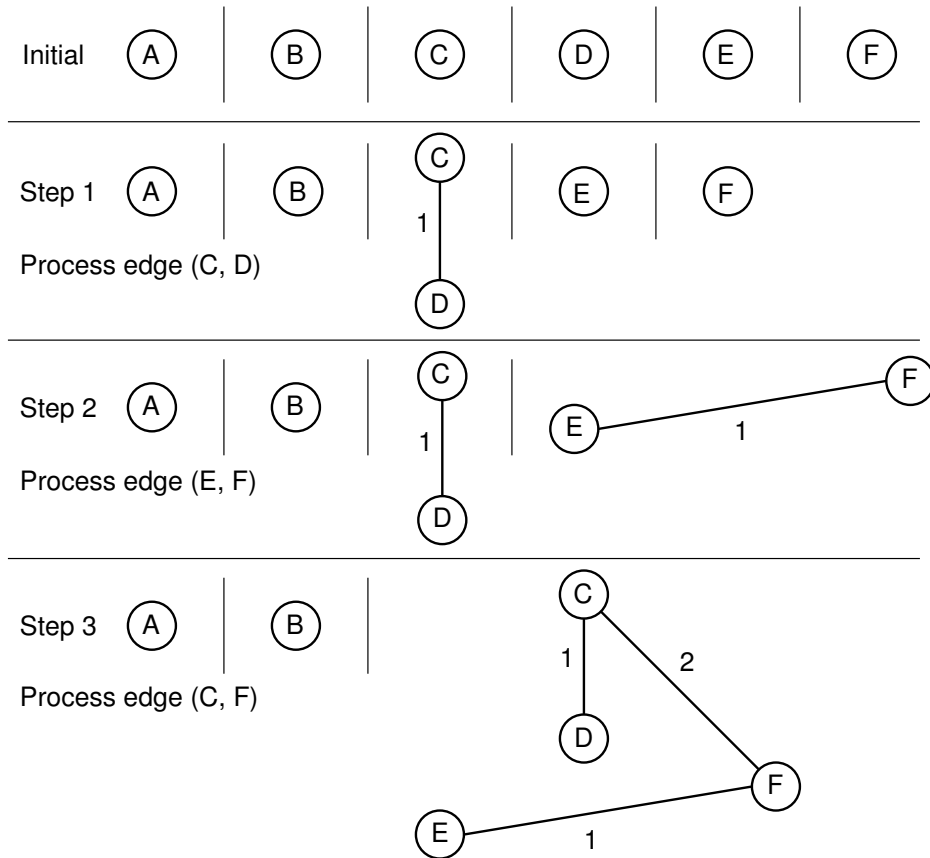 Initial A B C D E F
C
Step 1 A B E F
1
Process edge (C, D)
D
C
F
Step 2 A B E
1
1
Process edge (E, F)
D
C
Step 3 A B
1 2
Process edge (C, F)
D
F
E
1